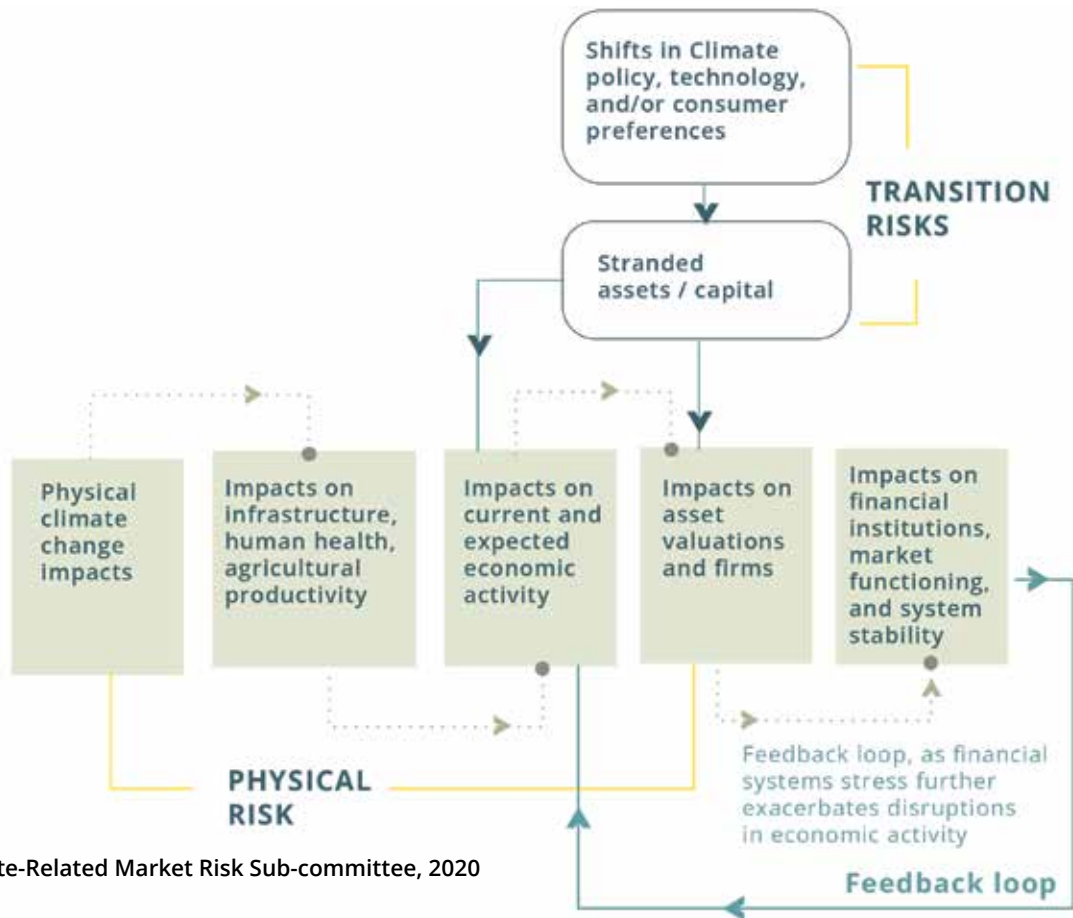 Shifts in Climate
policy, technology,
and/or consumer
preferences
TRANSITION
RISKS
Stranded
assets / capital
Physical
climate
change
impacts
Impacts on
infrastructure,
human health,
agricultural
productivity
Impacts on
current and
expected
economic
activity
Impacts on
asset
valuations
and firms
Impacts on
financial
institutions,
market
functioning,
and system
stability
PHYSICAL
RISK
Feedback loop, as financial
systems stress further
exacerbates disruptions
in economic activity
te-Related Market Risk Sub-committee, 2020
Feedback loop